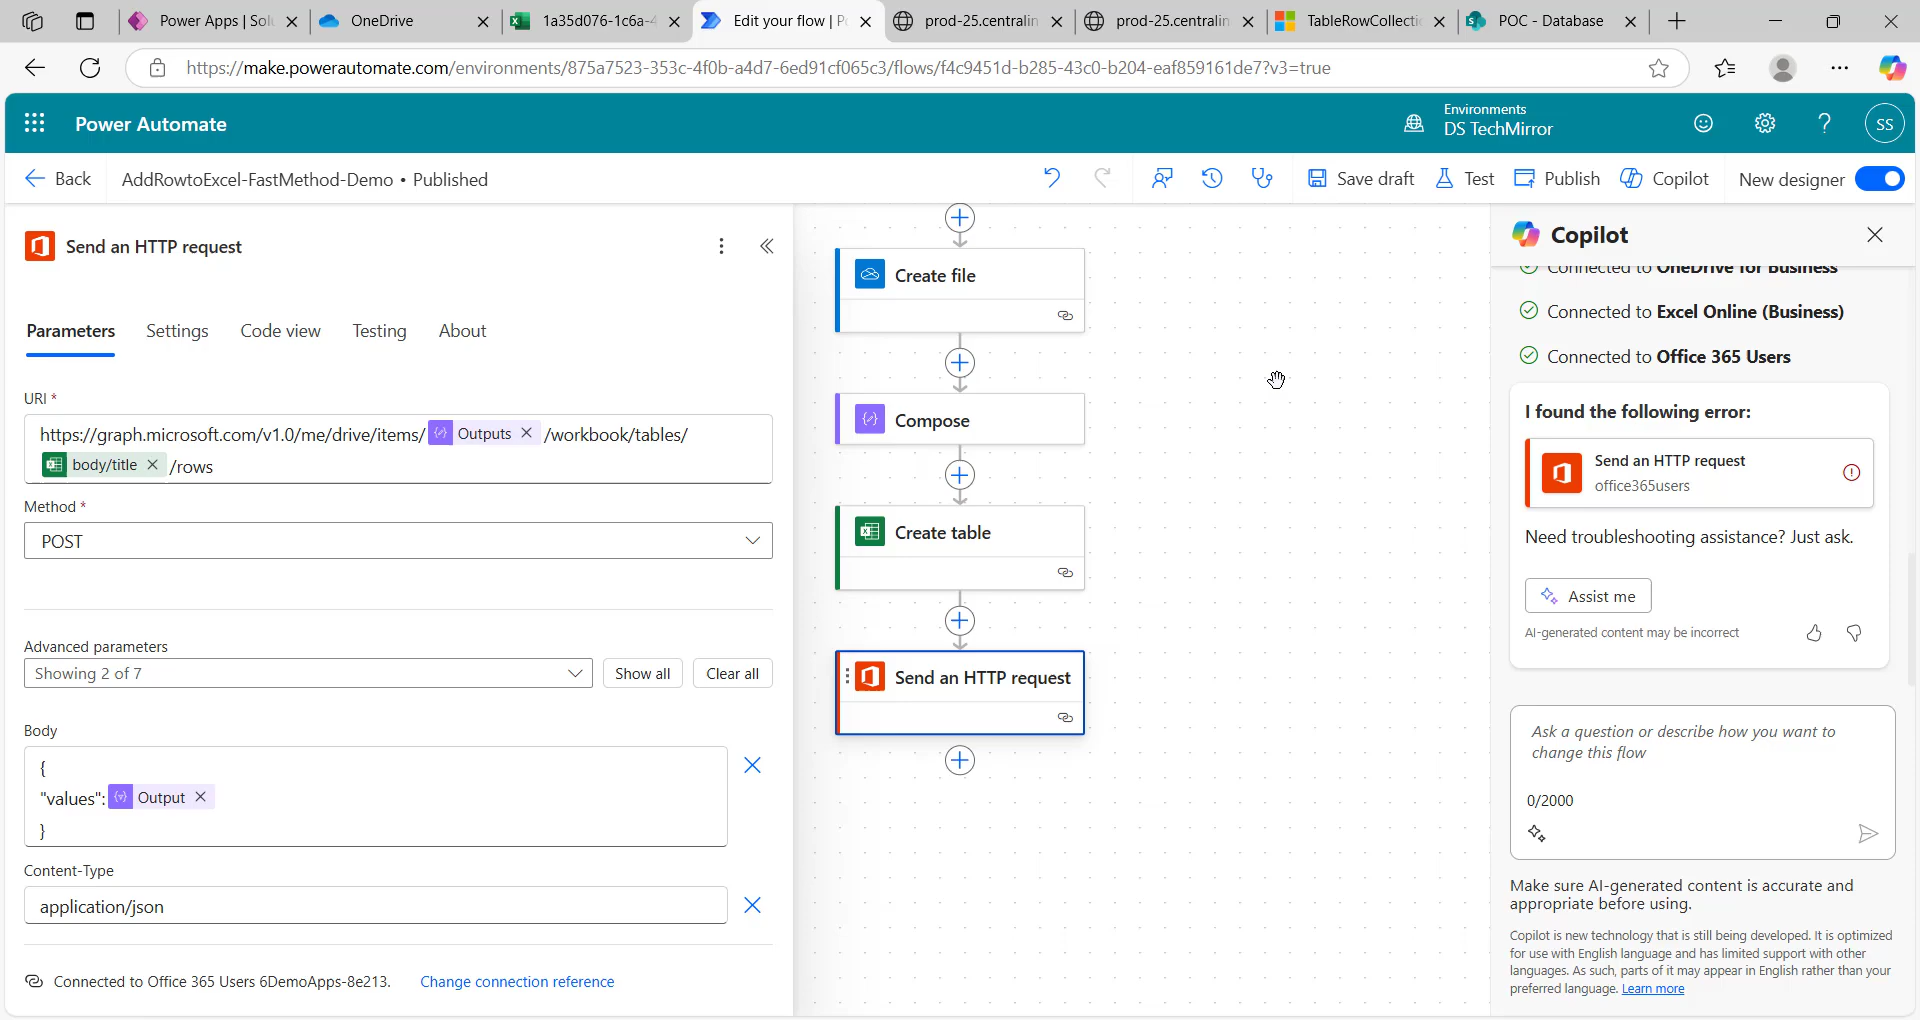 Power Apps | Sol
OneDrive
1a35d076-1c6a-4
Edit your flow | P
prod-25.centralin
prod-25.centralin
TableRowCollectic
POC - Database
https://make.powerautomate.com/environments/875a7523-353c-4f0b-a4d7-6ed91cf065c3/flows/f4c9451d-b285-43c0-b204-eaf859161de7?v3=true
Power Automate
Environments
DS TechMirror
SS
Back
AddRowtoExcel-FastMethod-Demo • Published
Save draft
Test
Publish
Copilot
New designer
Send an HTTP request
Parameters
Settings
Code view
Testing
About
URI *
https://graph.microsoft.com/v1.0/me/drive/items/ Outputs /workbook/tables/
body/title /rows
Method *
POST
Advanced parameters
Showing 2 of 7
Show all
Clear all
Body
{
"values": Output
}
Content-Type
application/json
Connected to Office 365 Users 6DemoApps-8e213.
Change connection reference
Create file
Compose
Create table
Send an HTTP request
Copilot
Connected to OneDrive for Business
Connected to Excel Online (Business)
Connected to Office 365 Users
I found the following error:
Send an HTTP request
office365users
Need troubleshooting assistance? Just ask.
Assist me
AI-generated content may be incorrect
Ask a question or describe how you want to
change this flow
0/2000
Make sure AI-generated content is accurate and
appropriate before using.
Copilot is new technology that is still being developed. It is optimized
for use with English language and has limited support with other
languages. As such, parts of it may appear in English rather than your
preferred language. Learn more